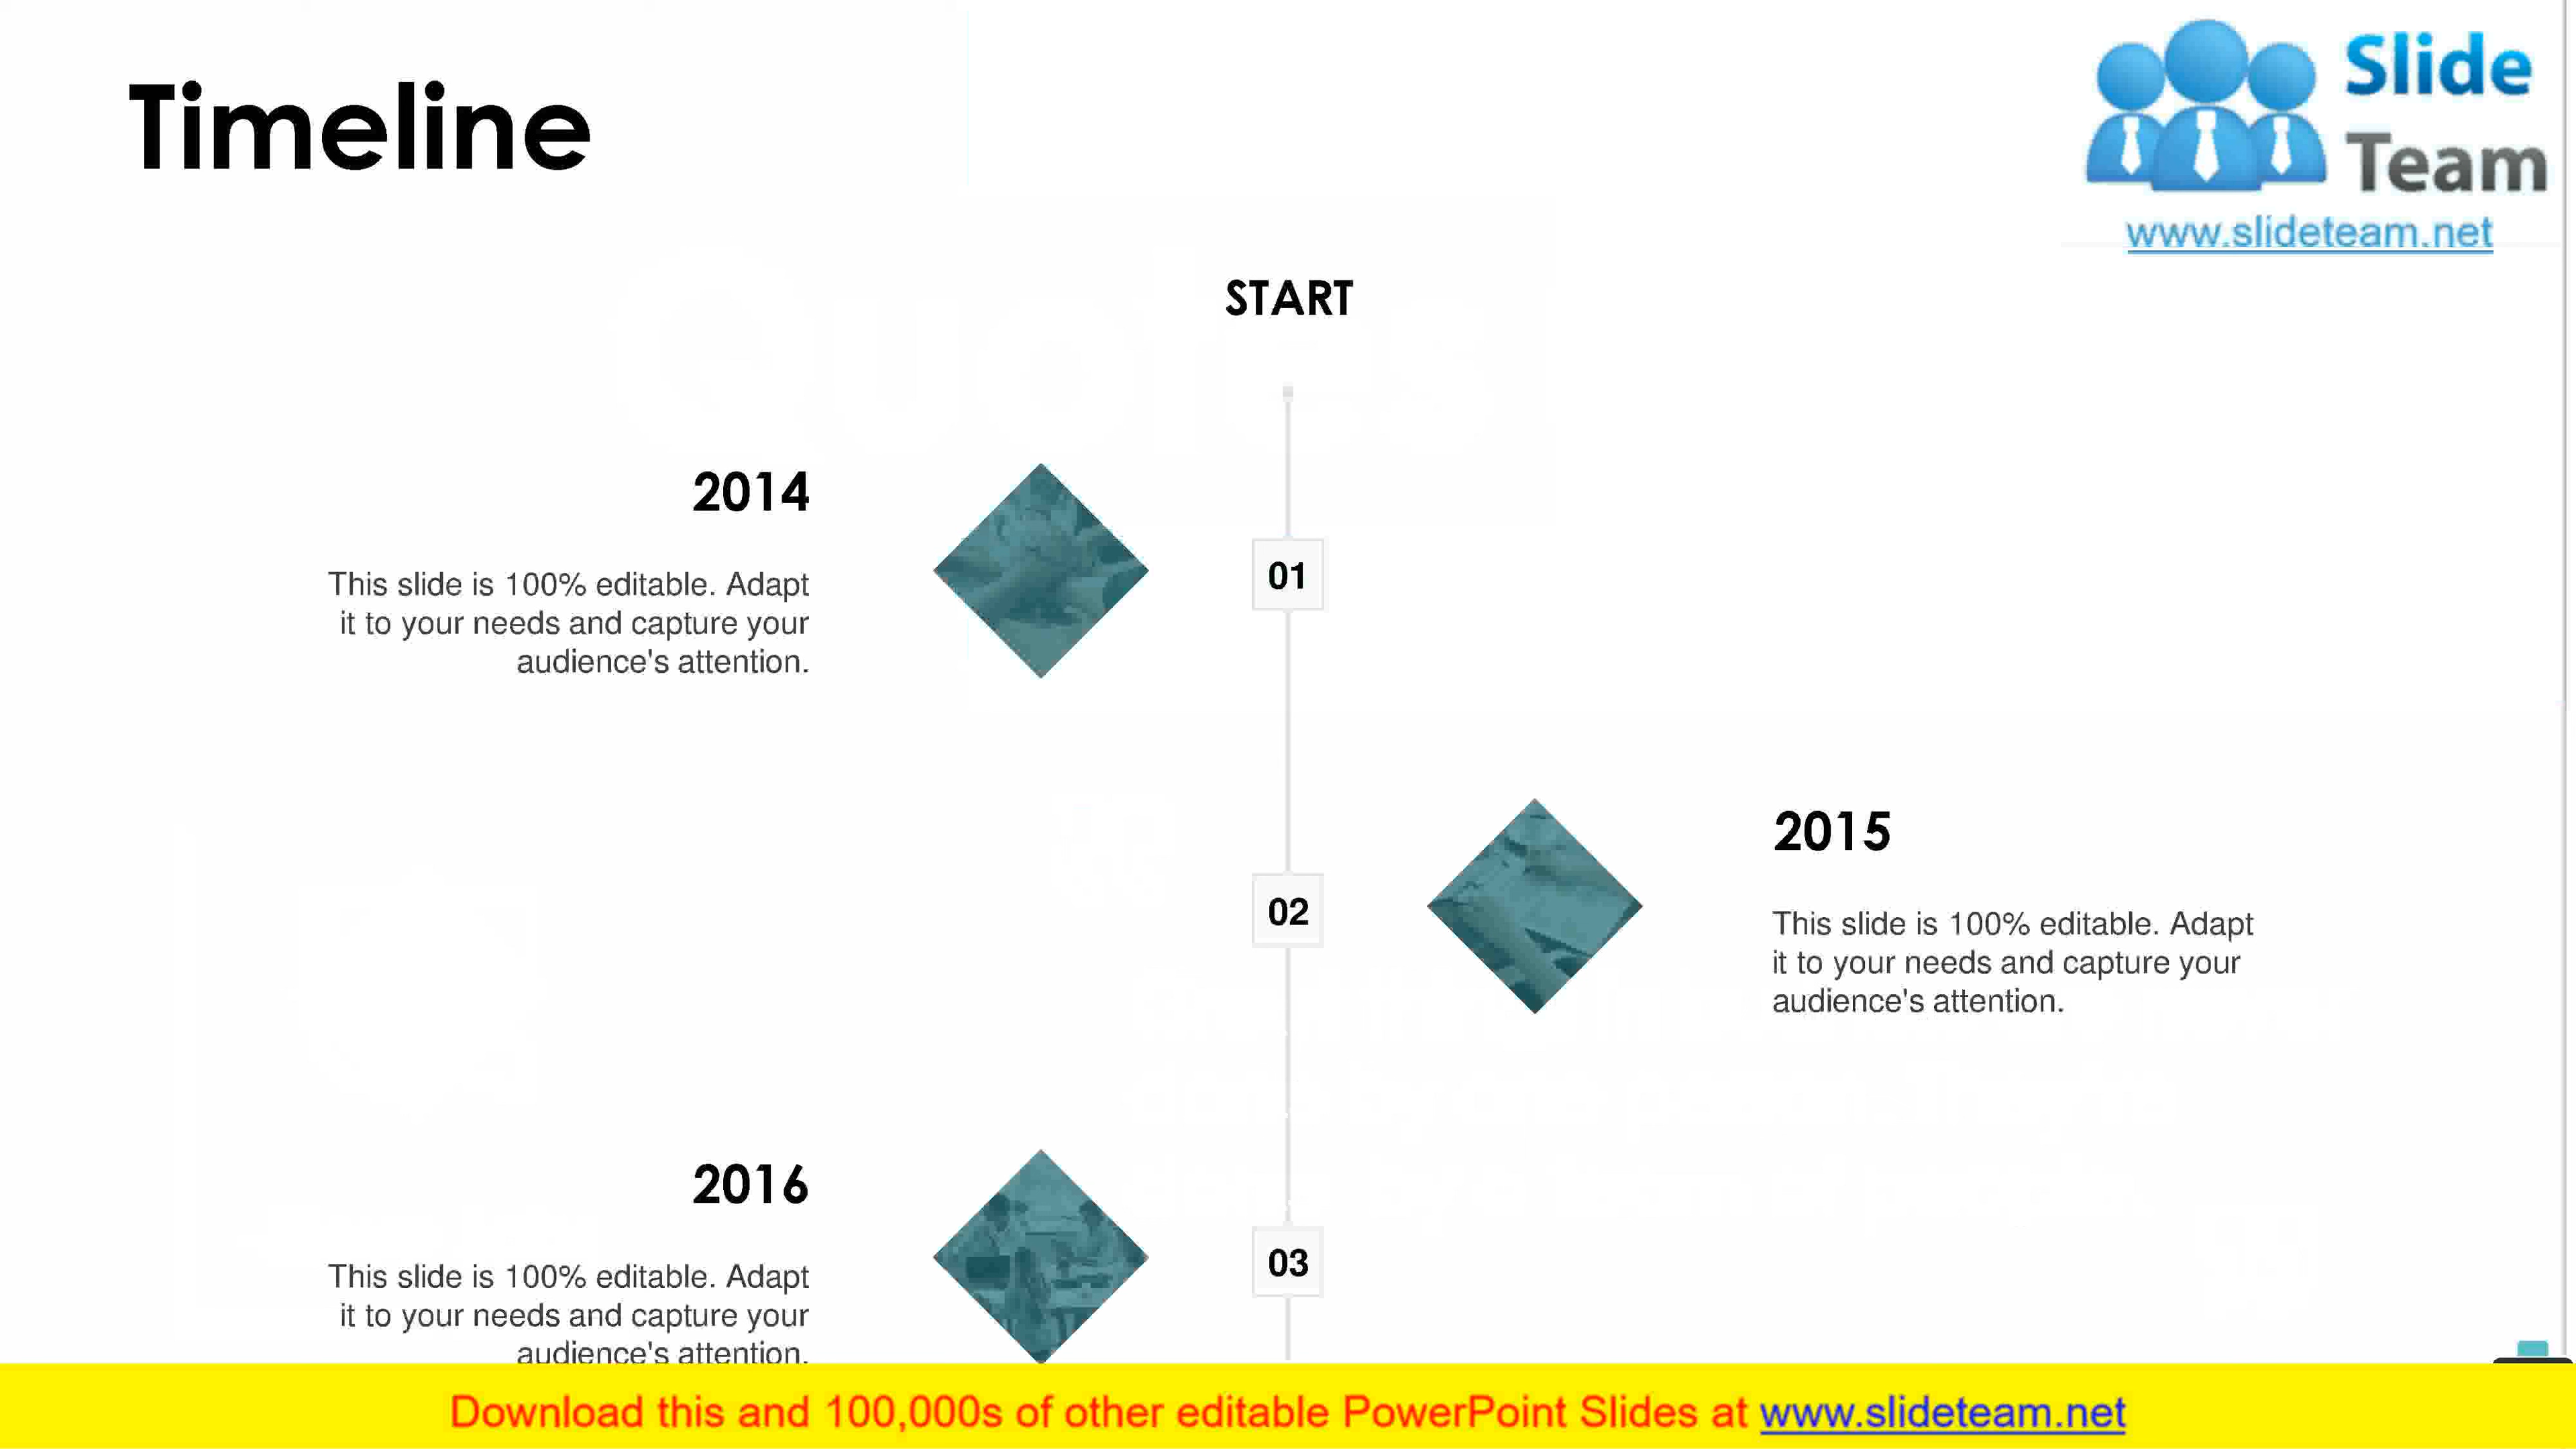 Timeline
Slide
Team
www.slideteam.net
START
2014
This slide is 100% editable. Adapt
it to your needs and capture your
audience's attention.
01
2015
02
This slide is 100% editable. Adapt
it to your needs and capture your
audience's attention.
2016
This slide is 100% editable. Adapt
it to your needs and capture your
audience's attention.
03
Download this and 100,000s of other editable PowerPoint Slides at www.slideteam.net